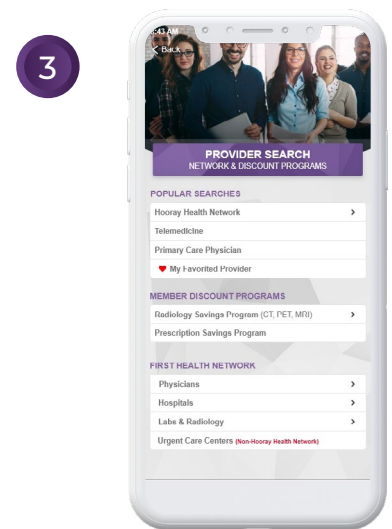 3
:43 AM
Back
PROVIDER SEARCH
NETWORK & DISCOUNT PROGRAMS
POPULAR SEARCHES
Hooray Health Network
Telemedicine
Primary Care Physician
My Favorited Provider
MEMBER DISCOUNT PROGRAMS
Radiology Savings Program (CT, PET, MRI)
Prescription Savings Program
FIRST HEALTH NETWORK
Physicians
Hospitals
Labs & Radiology
Urgent Care Centers (Non-Hooray Health Network)